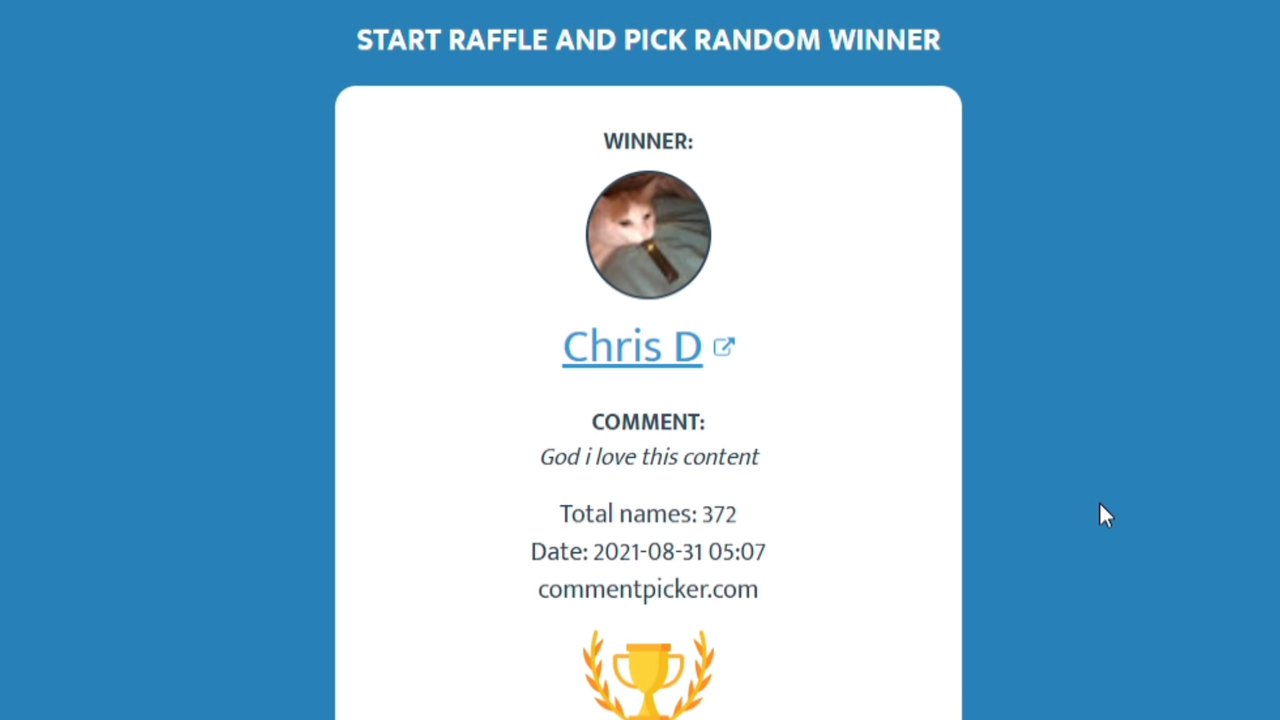 START RAFFLE AND PICK RANDOM WINNER
WINNER:
Chris D
COMMENT:
God i love this content
Total names: 372
Date: 2021-08-31 05:07
commentpicker.com